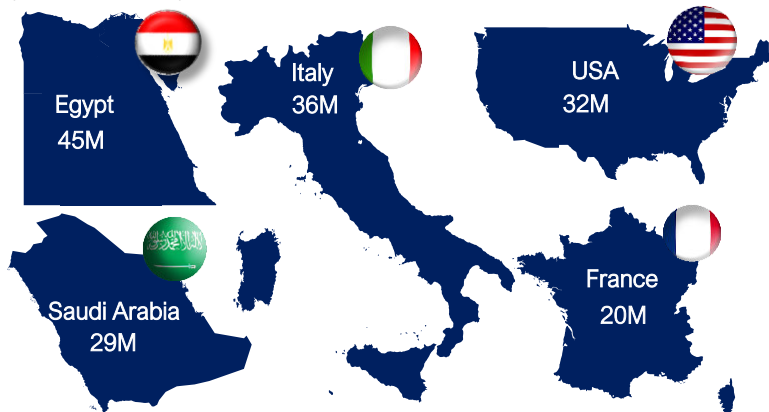 Egypt
45M
Italy
36M
USA
32M
Saudi Arabia
29M
France
20M